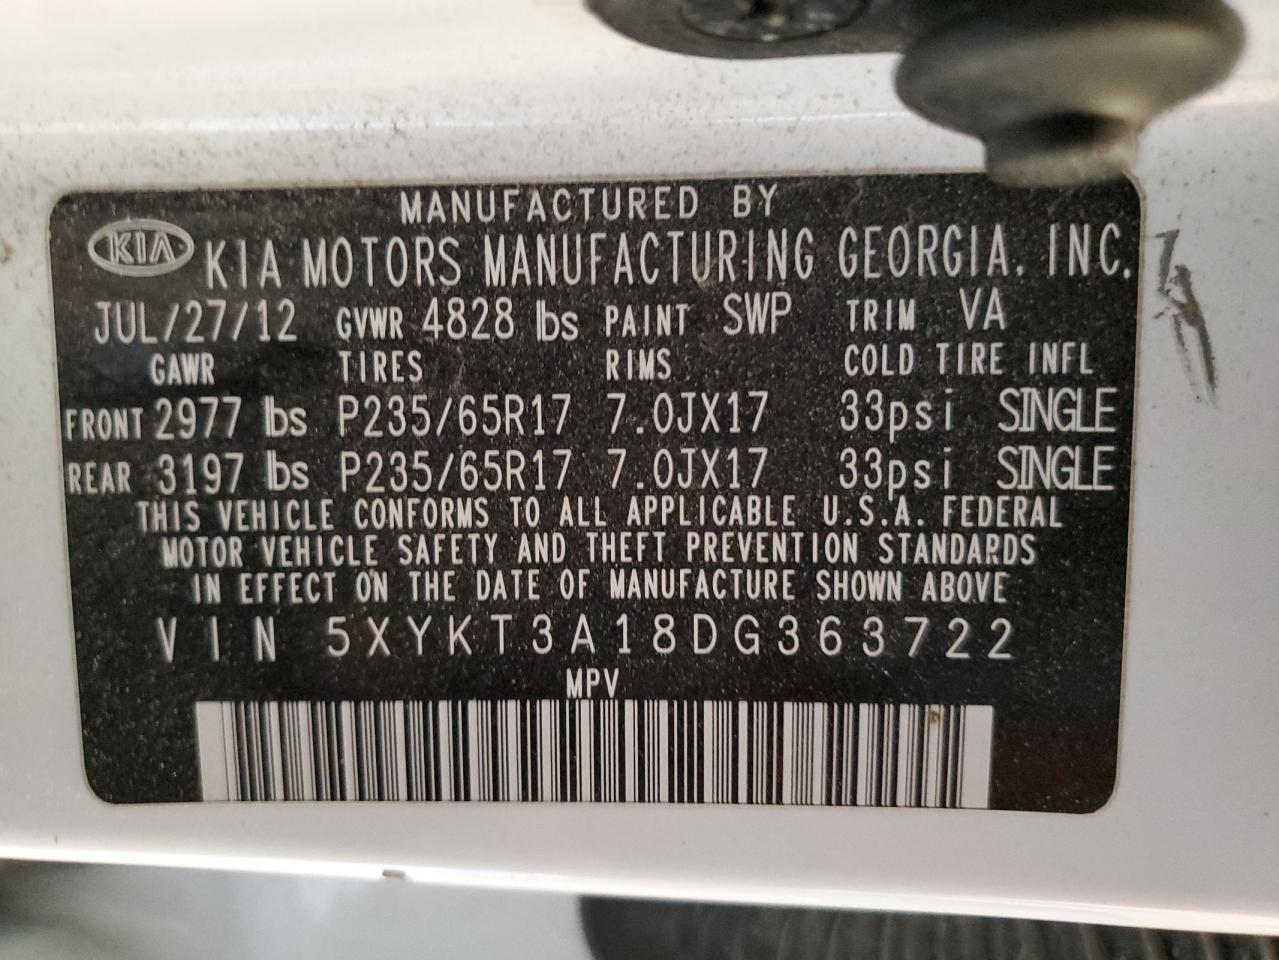 MANUFACTURED BY
KIA KIA MOTORS MANUFACTURING GEORGIA, INC.
JUL/27/12 GVWR 4828 lbs PAINT SWP TRIM VA
GAWR TIRES RIMS COLD TIRE INFL
FRONT 2977 lbs P235/65R17 7.0JX17 33psi SINGLE
REAR 3197 lbs P235/65R17 7.0JX17 33psi SINGLE
THIS VEHICLE CONFORMS TO ALL APPLICABLE U.S.A. FEDERAL
MOTOR VEHICLE SAFETY AND THEFT PREVENTION STANDARDS
IN EFFECT ON THE DATE OF MANUFACTURE SHOWN ABOVE
VIN 5XYKT3A18DG363722
MPV